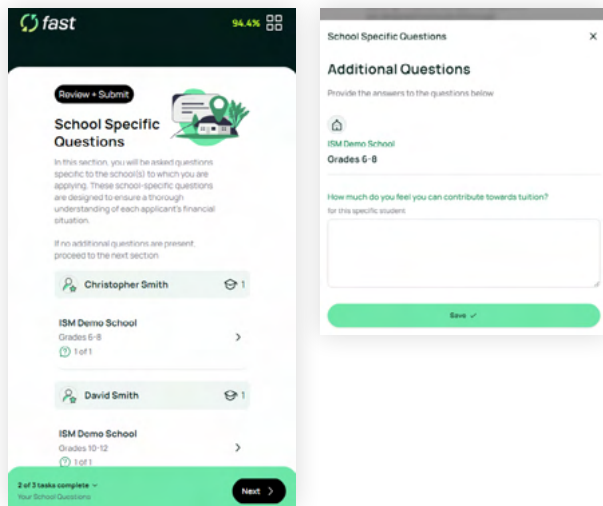 fast
94.4%
Review + Submit
School Specific
Questions
In this section, you will be asked questions
specific to the school(s) to which you are
applying. These school-specific questions
are designed to ensure a thorough
understanding of each applicant's financial
situation.
If no additional questions are present,
proceed to the next section
Christopher Smith
1
ISM Demo School
Grades 6-8
1 of 1
David Smith
1
ISM Demo School
Grades 10-12
1 of 1
2 of 3 tasks complete
Your School Questions
Next
School Specific Questions
Additional Questions
Provide the answers to the questions below
ISM Demo School
Grades 6-8
How much do you feel you can contribute towards tuition?
for this specific student
Save